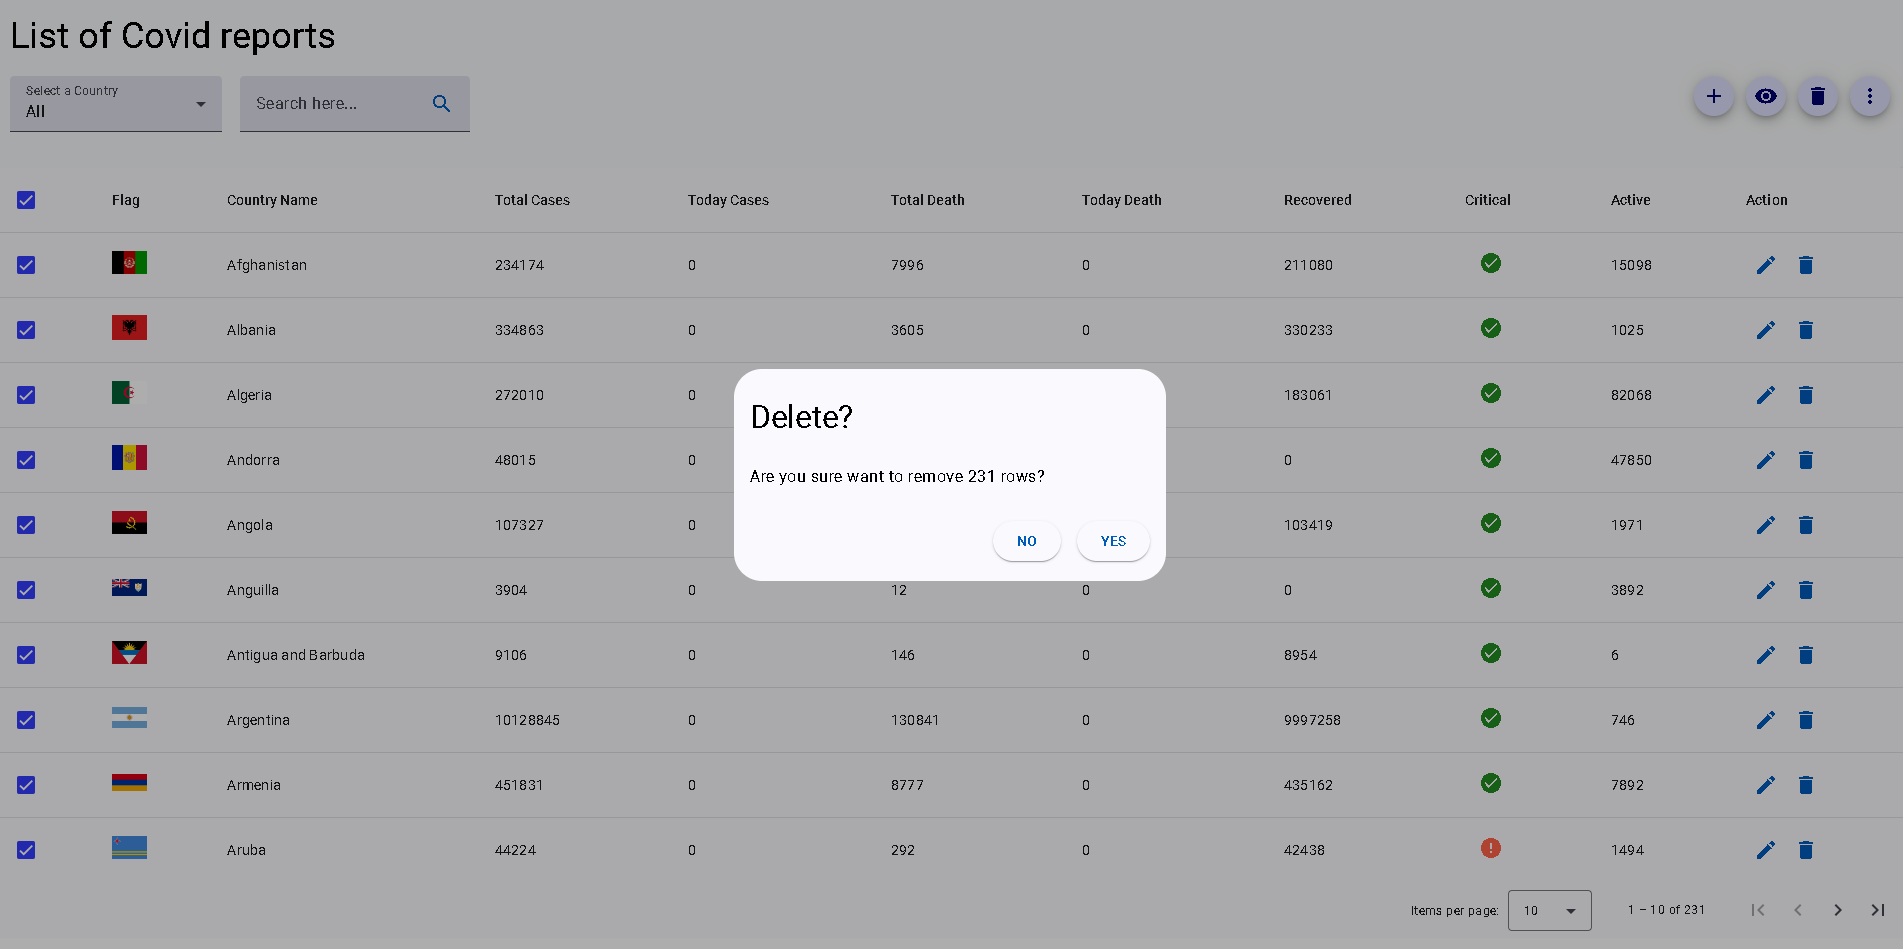 List of Covid reports
Select a Country
All
Search here...
Flag Country Name Total Cases Today Cases Total Death Today Death Recovered Critical Active Action
Afghanistan 234174 0 7996 0 211080 15098
Albania 334863 0 3605 0 330233 1025
Algeria 272010 0 183061 82068
Andorra 48015 0 0 47850
Angola 107327 0 103419 1971
Anguilla 3904 0 12 0 0 3892
Antigua and Barbuda 9106 0 146 0 8954 6
Argentina 10128845 0 130841 0 9997258 746
Armenia 451831 0 8777 0 435162 7892
Aruba 44224 0 292 0 42438 1494
Delete?
Are you sure want to remove 231 rows?
NO YES
Items per page: 10 1 – 10 of 231